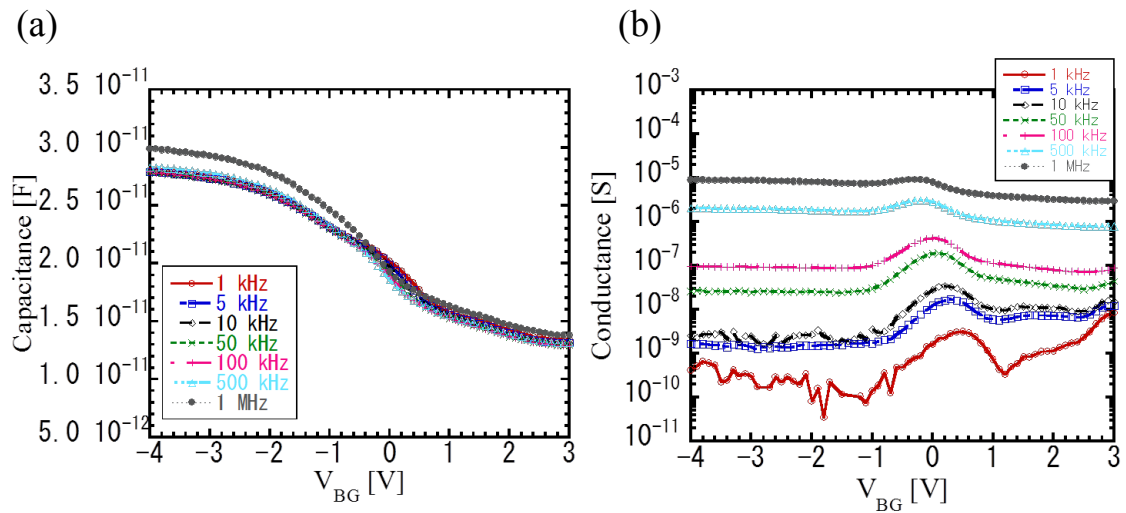 (a)
(b)
3.5 10⁻¹¹
3.0 10⁻¹¹
2.5 10⁻¹¹
2.0 10⁻¹¹
1.5 10⁻¹¹
1.0 10⁻¹¹
5.0 10⁻¹²
Capacitance [F]
1 kHz
5 kHz
10 kHz
50 kHz
100 kHz
500 kHz
1 MHz
-4 -3 -2 -1 0 1 2 3
V_BG [V]
10⁻³
10⁻⁴
10⁻⁵
10⁻⁶
10⁻⁷
10⁻⁸
10⁻⁹
10⁻¹⁰
10⁻¹¹
Conductance [S]
1 kHz
5 kHz
10 kHz
50 kHz
100 kHz
500 kHz
1 MHz
-4 -3 -2 -1 0 1 2 3
V_BG [V]